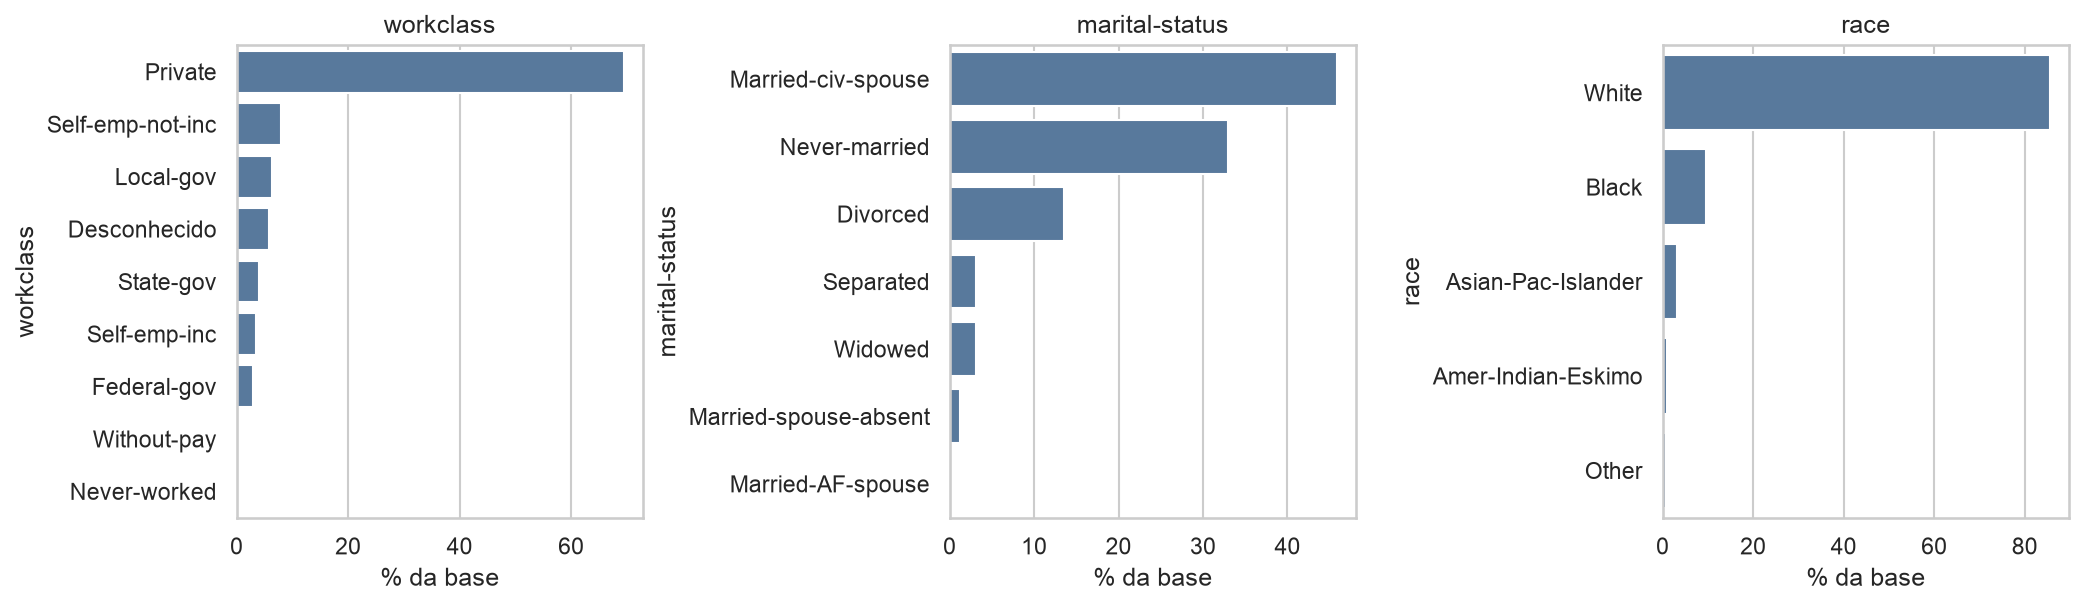 workclass
workclass
Private
Self-emp-not-inc
Local-gov
Desconhecido
State-gov
Self-emp-inc
Federal-gov
Without-pay
Never-worked
0 20 40 60
% da base
marital-status
marital-status
Married-civ-spouse
Never-married
Divorced
Separated
Widowed
Married-spouse-absent
Married-AF-spouse
0 10 20 30 40
% da base
race
race
White
Black
Asian-Pac-Islander
Amer-Indian-Eskimo
Other
0 20 40 60 80
% da base